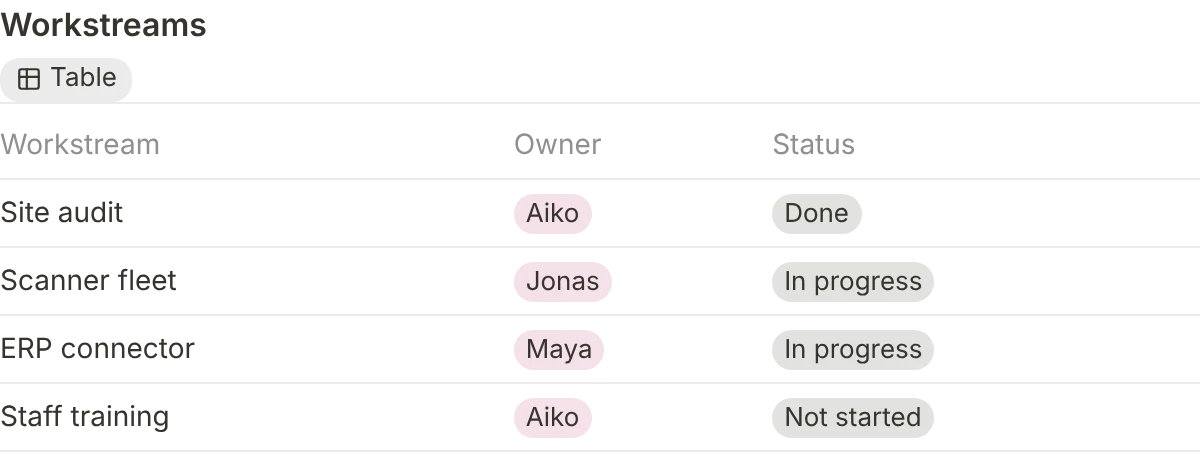 Workstreams
Table
Workstream Owner Status
Site audit Aiko Done
Scanner fleet Jonas In progress
ERP connector Maya In progress
Staff training Aiko Not started